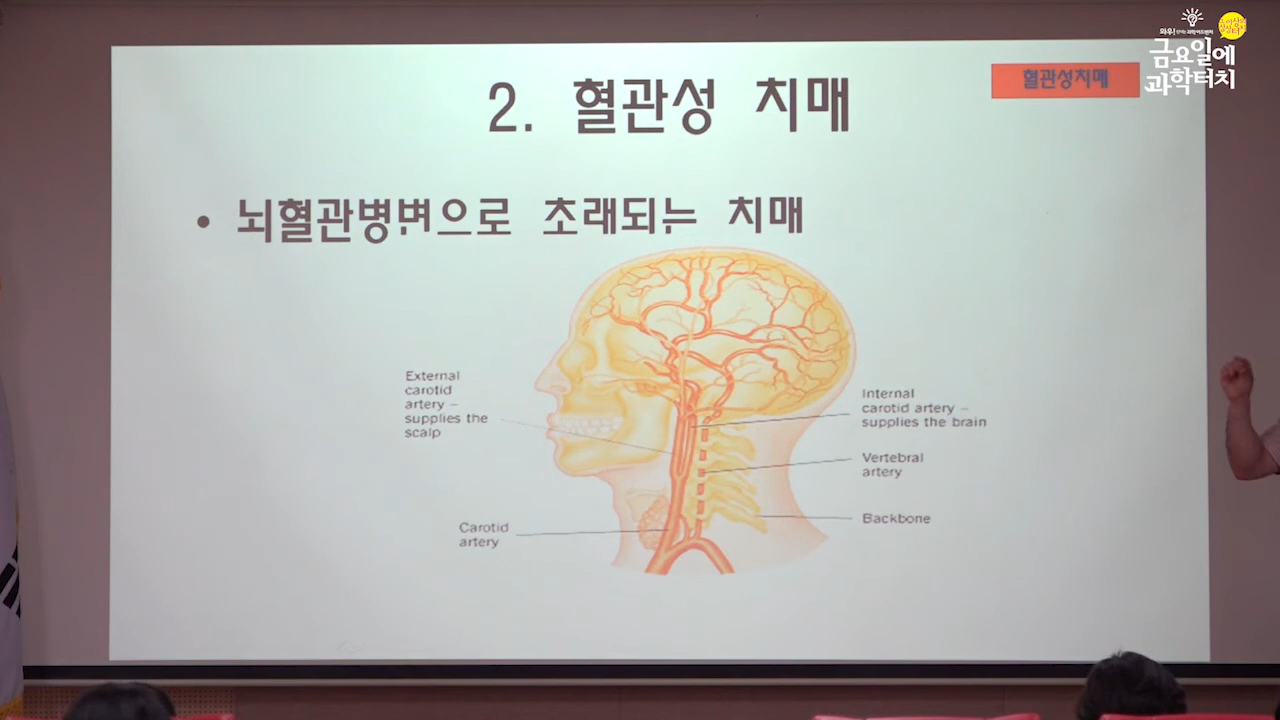 금요일에
과학터치
혈관성치매
2. 혈관성 치매
• 뇌혈관병변으로 초래되는 치매
External
carotid
artery –
supplies the
scalp
Internal
carotid artery –
supplies the brain
Vertebral
artery
Backbone
Carotid
artery